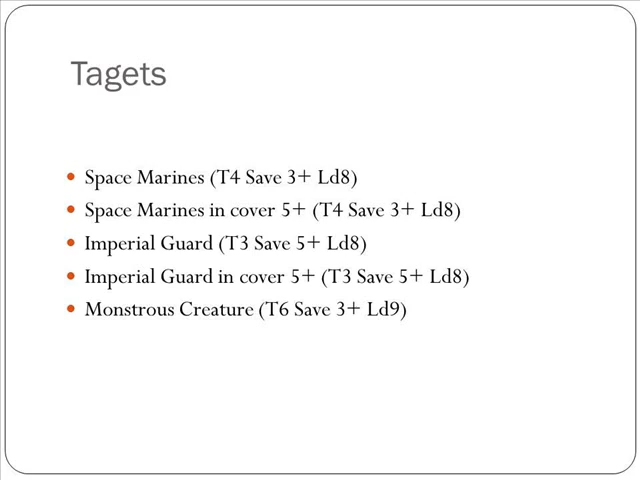 Tagets
• Space Marines (T4 Save 3+ Ld8)
• Space Marines in cover 5+ (T4 Save 3+ Ld8)
• Imperial Guard (T3 Save 5+ Ld8)
• Imperial Guard in cover 5+ (T3 Save 5+ Ld8)
• Monstrous Creature (T6 Save 3+ Ld9)